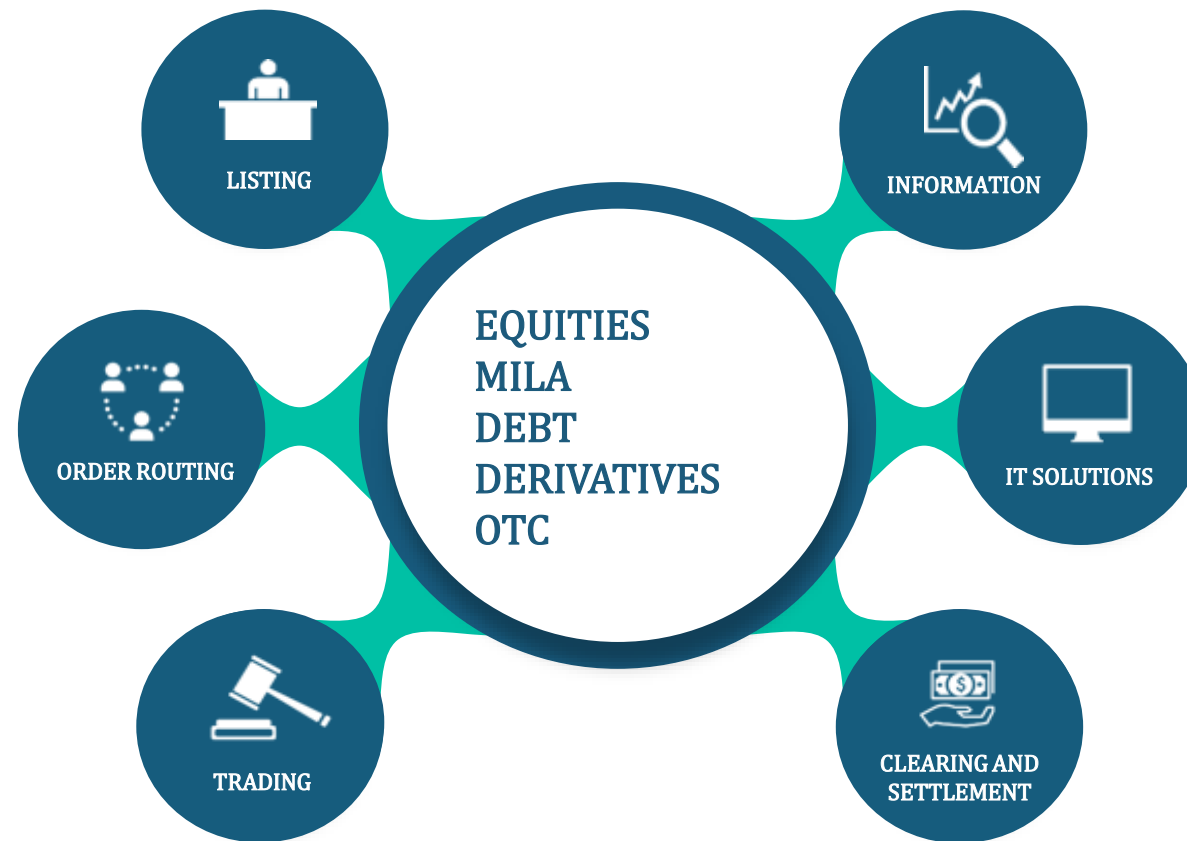 LISTING
INFORMATION
EQUITIES
MILA
DEBT
DERIVATIVES
OTC
ORDER ROUTING
IT SOLUTIONS
TRADING
CLEARING AND
SETTLEMENT